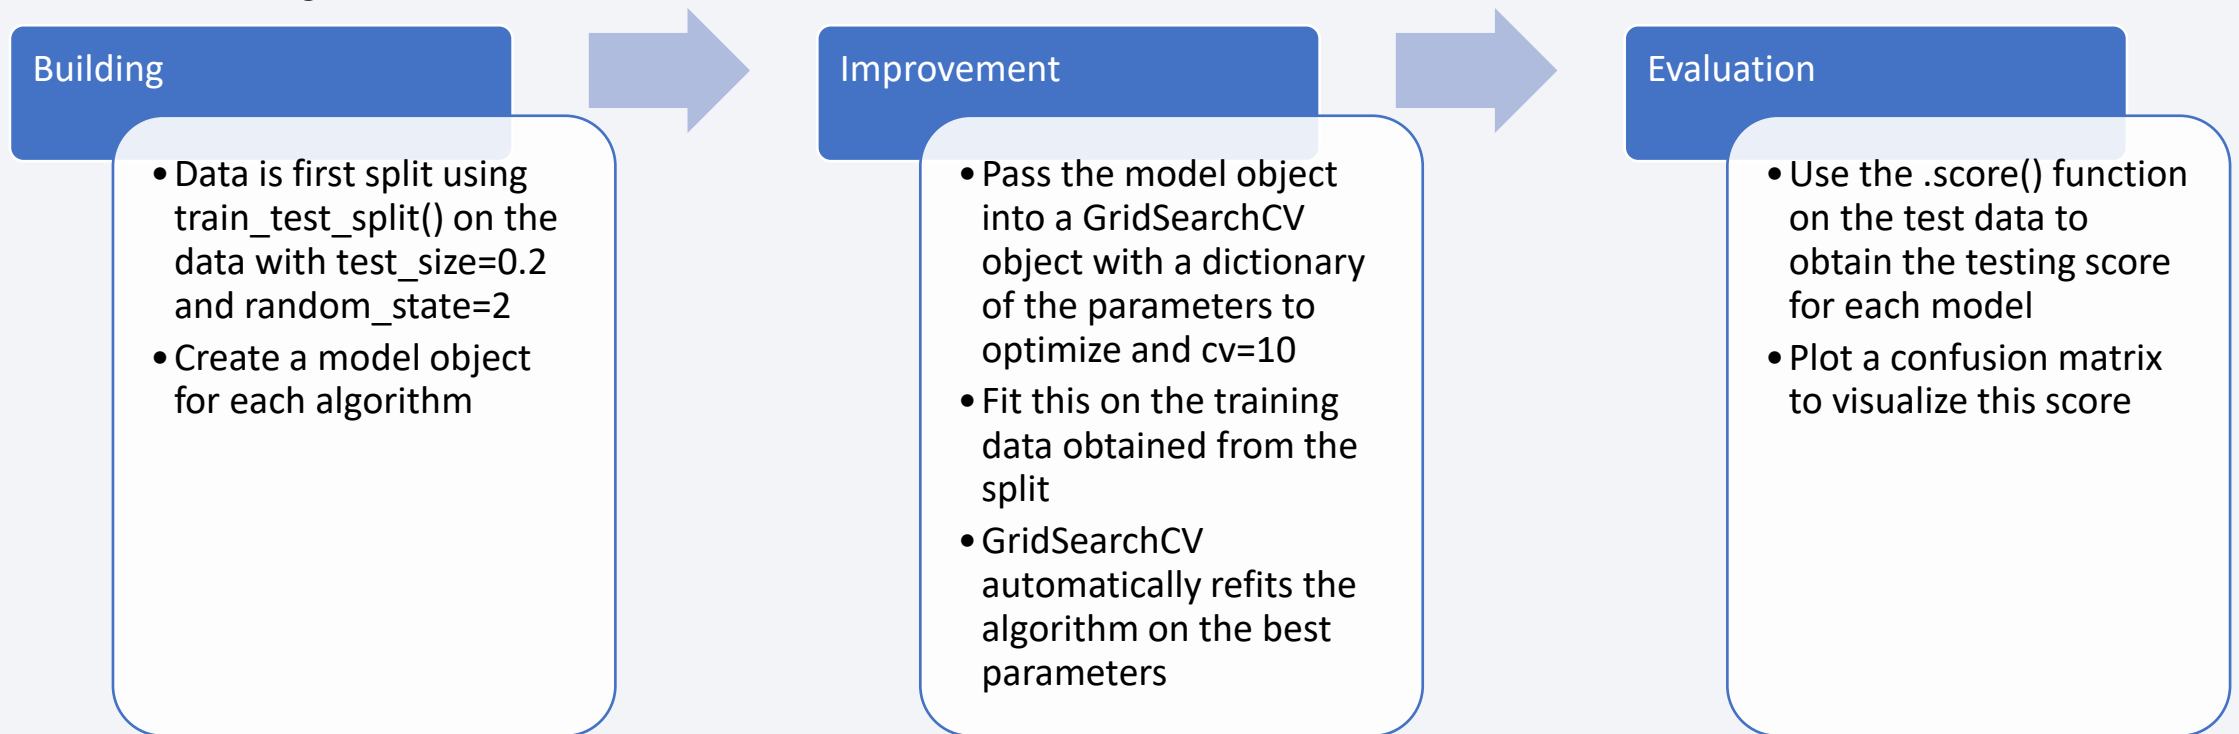 Building
• Data is first split using
train_test_split() on the
data with test_size=0.2
and random_state=2
• Create a model object
for each algorithm
Improvement
• Pass the model object
into a GridSearchCV
object with a dictionary
of the parameters to
optimize and cv=10
• Fit this on the training
data obtained from the
split
• GridSearchCV
automatically refits the
algorithm on the best
parameters
Evaluation
• Use the .score() function
on the test data to
obtain the testing score
for each model
• Plot a confusion matrix
to visualize this score